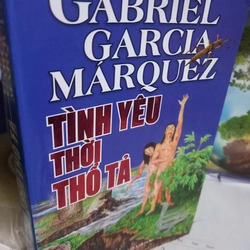 GABRIEL
GARCIA
MÁRQUEZ
TÌNH YÊU
THỜI
THỔ TẢ